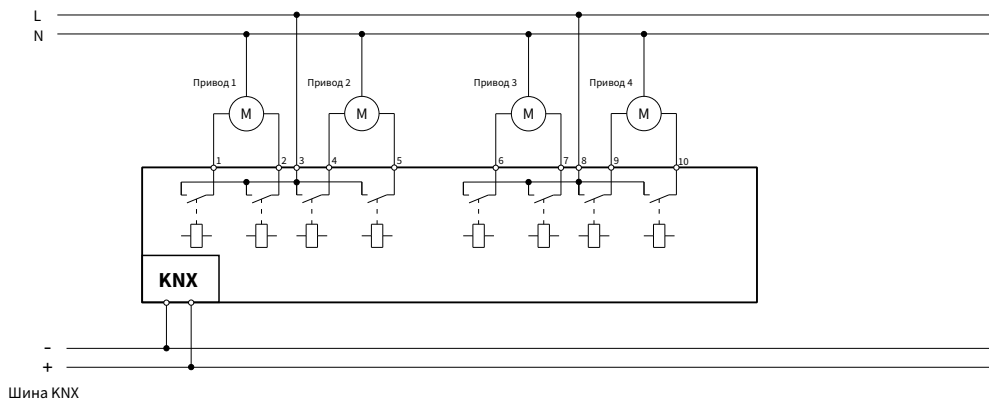 L
N
Привод 1
Привод 2
Привод 3
Привод 4
M
M
M
M
1
2
3
4
5
6
7
8
9
10
KNX
-
+
Шина KNX